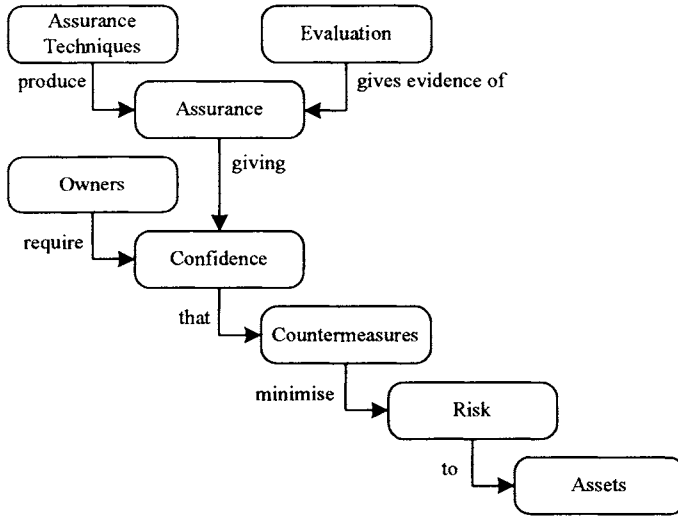 Assurance
Techniques
Evaluation
produce
gives evidence of
Assurance
giving
Owners
require
Confidence
that
Countermeasures
minimise
Risk
to
Assets